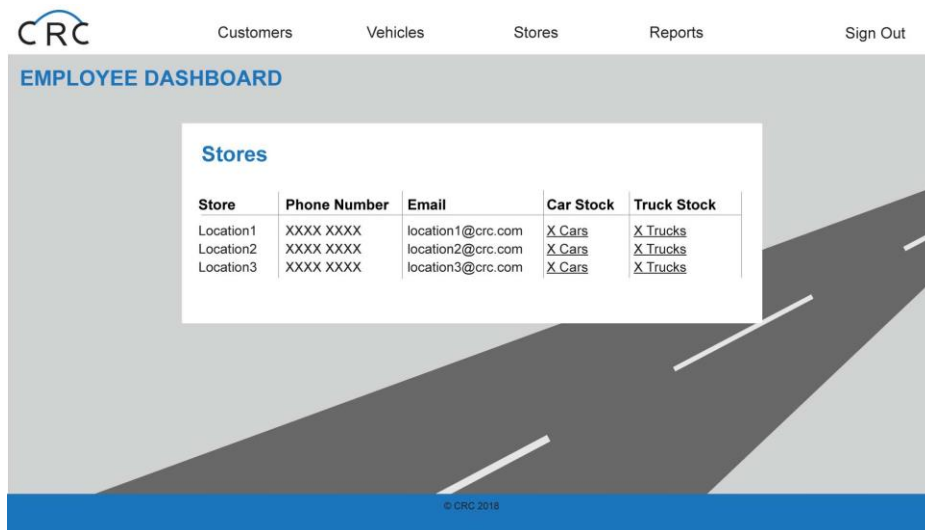 CRC Customers Vehicles Stores Reports Sign Out
EMPLOYEE DASHBOARD
Stores
Store Phone Number Email Car Stock Truck Stock
Location1 XXXX XXXX location1@crc.com X Cars X Trucks
Location2 XXXX XXXX location2@crc.com X Cars X Trucks
Location3 XXXX XXXX location3@crc.com X Cars X Trucks
© CRC 2018